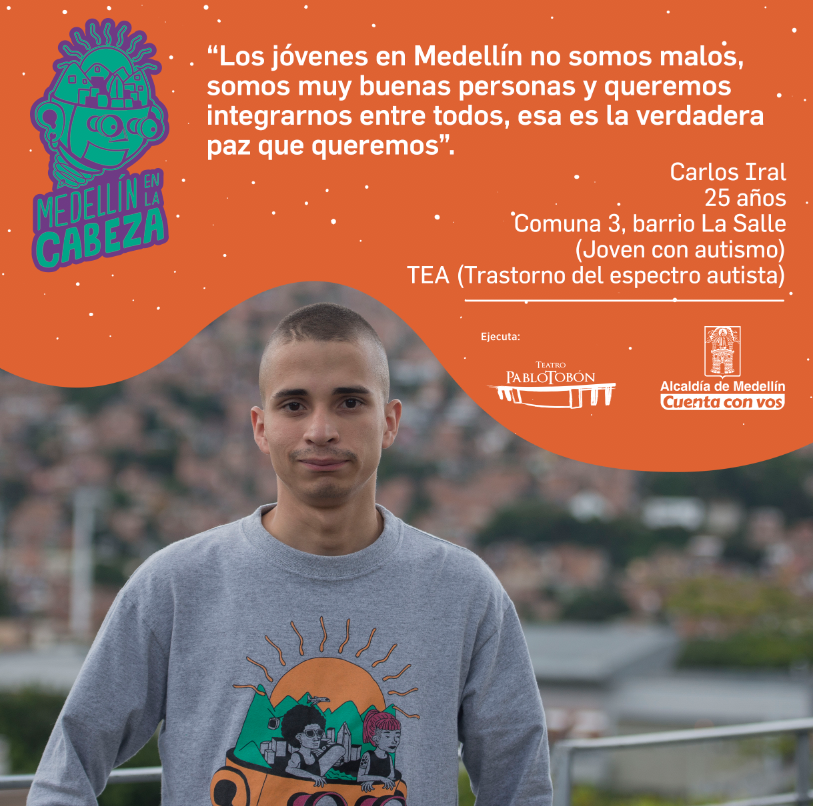 “Los jóvenes en Medellín no somos malos,
somos muy buenas personas y queremos
integrarnos entre todos, esa es la verdadera
paz que queremos”.
MEDELLÍN EN LA
CABEZA
Carlos Iral
25 años
Comuna 3, barrio La Salle
(Joven con autismo)
TEA (Trastorno del espectro autista)
Ejecuta:
TEATRO
PABLOTOBÓN
Alcaldía de Medellín
Cuenta con vos